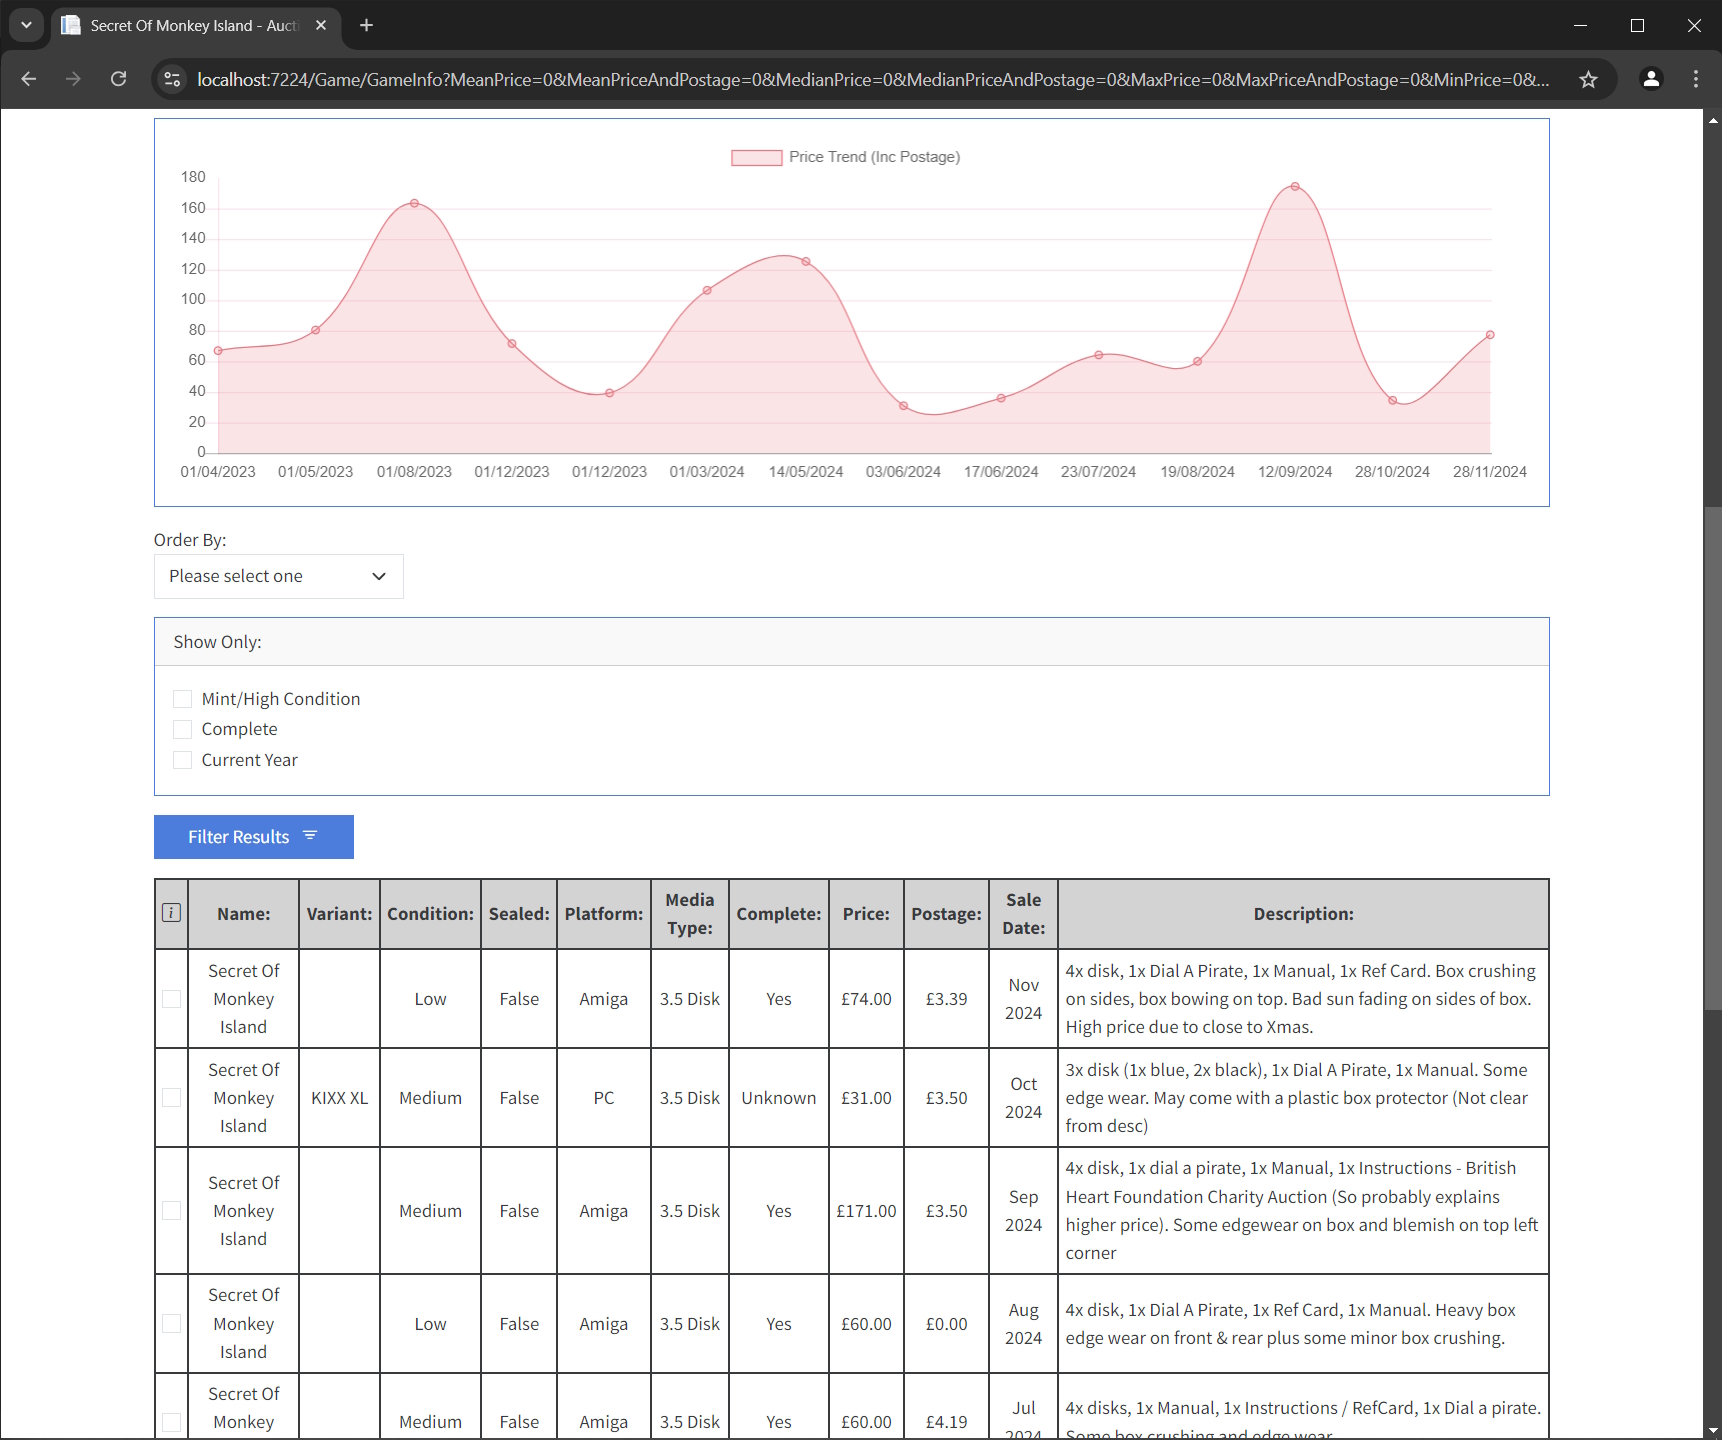 Secret Of Monkey Island - Aucti
localhost:7224/Game/GameInfo?MeanPrice=0&MeanPriceAndPostage=0&MedianPrice=0&MedianPriceAndPostage=0&MaxPrice=0&MaxPriceAndPostage=0&MinPrice=0&...
Price Trend (Inc Postage)
180
160
140
120
100
80
60
40
20
0
01/04/2023 01/05/2023 01/08/2023 01/12/2023 01/12/2023 01/03/2024 14/05/2024 03/06/2024 17/06/2024 23/07/2024 19/08/2024 12/09/2024 28/10/2024 28/11/2024
Order By:
Please select one
Show Only:
Mint/High Condition
Complete
Current Year
Filter Results
i Name: Variant: Condition: Sealed: Platform: Media Type: Complete: Price: Postage: Sale Date: Description:
Secret Of
Monkey
Island
Low False Amiga 3.5 Disk Yes £74.00 £3.39
Nov
2024
4x disk, 1x Dial A Pirate, 1x Manual, 1x Ref Card. Box crushing
on sides, box bowing on top. Bad sun fading on sides of box.
High price due to close to Xmas.
Secret Of
Monkey
Island
KIXX XL Medium False PC 3.5 Disk Unknown £31.00 £3.50
Oct
2024
3x disk (1x blue, 2x black), 1x Dial A Pirate, 1x Manual. Some
edge wear. May come with a plastic box protector (Not clear
from desc)
Secret Of
Monkey
Island
Medium False Amiga 3.5 Disk Yes £171.00 £3.50
Sep
2024
4x disk, 1x dial a pirate, 1x Manual, 1x Instructions - British
Heart Foundation Charity Auction (So probably explains
higher price). Some edgewear on box and blemish on top left
corner
Secret Of
Monkey
Island
Low False Amiga 3.5 Disk Yes £60.00 £0.00
Aug
2024
4x disk, 1x Dial A Pirate, 1x Ref Card, 1x Manual. Heavy box
edge wear on front & rear plus some minor box crushing.
Secret Of
Monkey
Medium False Amiga 3.5 Disk Yes £60.00 £4.19
Jul
2024
4x disks, 1x Manual, 1x Instructions / RefCard, 1x Dial a pirate.
Some box crushing and edge wear